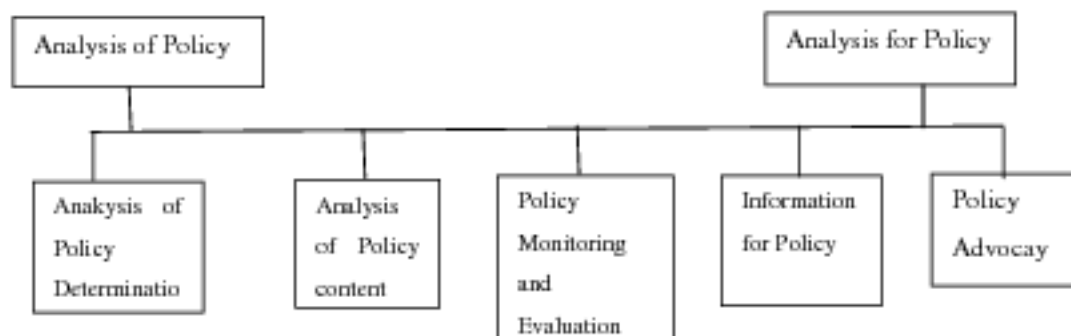 Analysis of Policy
Analysis for Policy
Anakysis of
Policy
Determinatio
Analysis
of Policy
content
Policy
Monitoring
and
Evaluation
Information
for Policy
Policy
Advocay